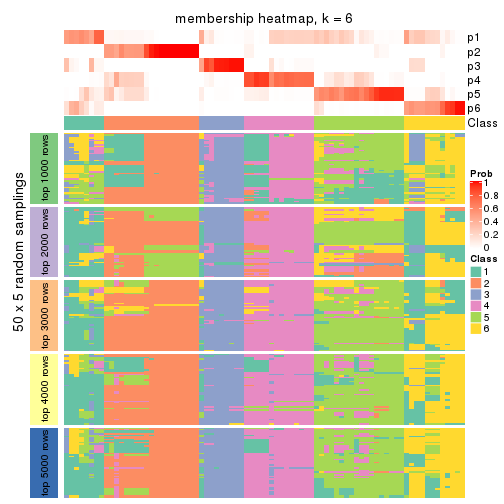 membership heatmap, k = 6
p1
p2
p3
p4
p5
p6
Class
50 x 5 random samplings
top 1000 rows
top 2000 rows
top 3000 rows
top 4000 rows
top 5000 rows
Prob
1
0.8
0.6
0.4
0.2
0
Class
1
2
3
4
5
6